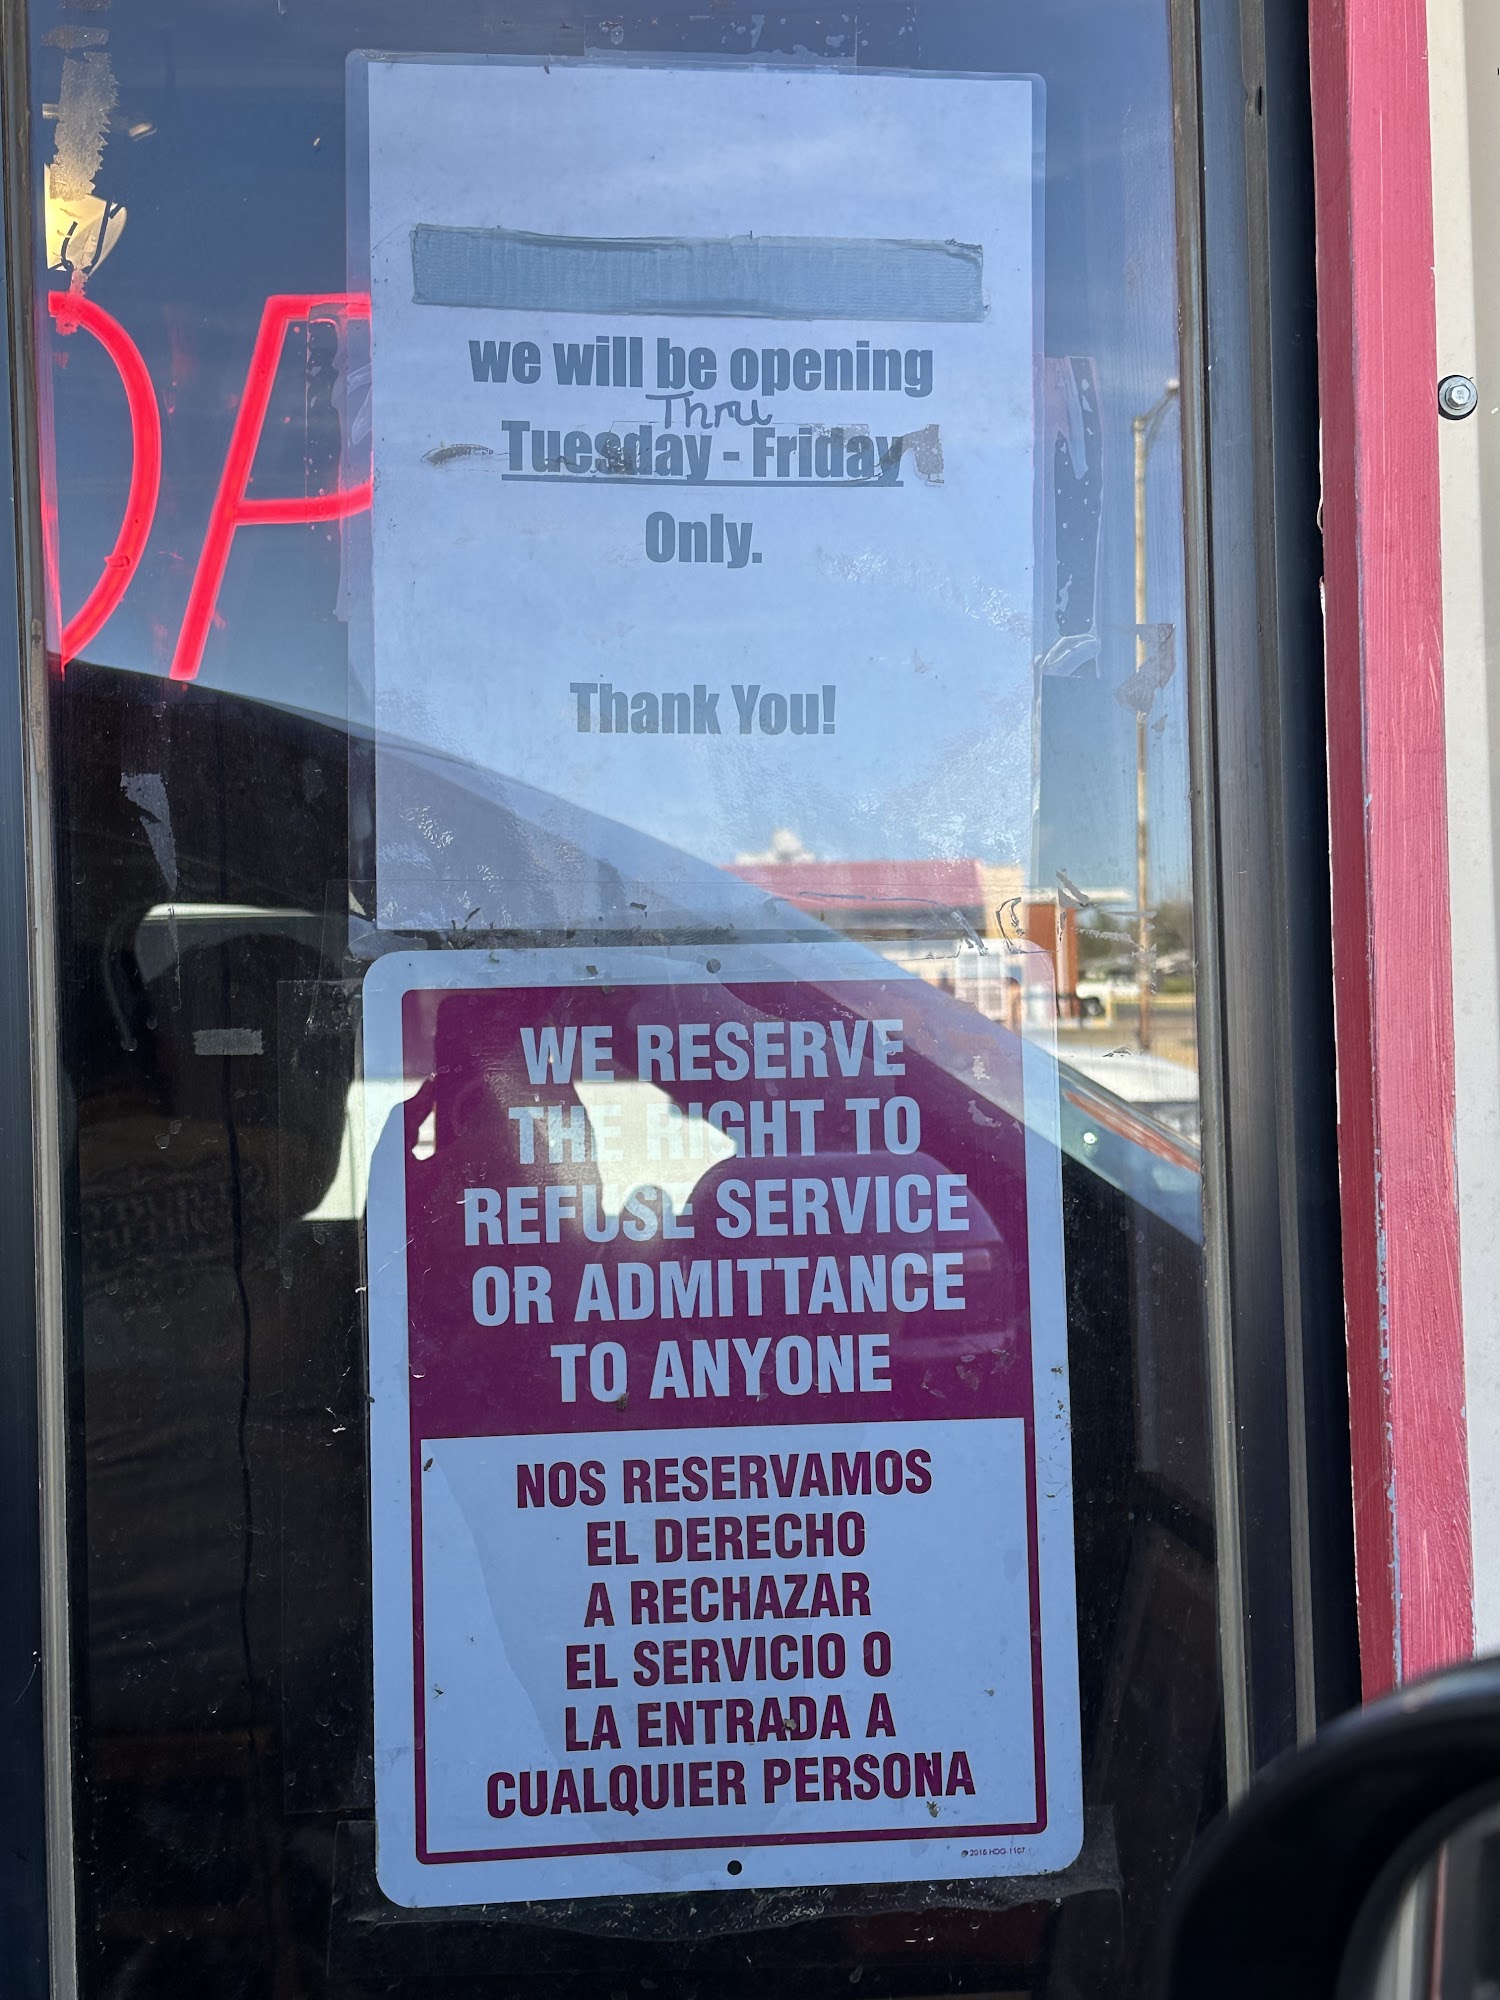 we will be opening
Thru
Tuesday - Friday
Only.
Thank You!
WE RESERVE
THE RIGHT TO
REFUSE SERVICE
OR ADMITTANCE
TO ANYONE
NOS RESERVAMOS
EL DERECHO
A RECHAZAR
EL SERVICIO O
LA ENTRADA A
CUALQUIER PERSONA